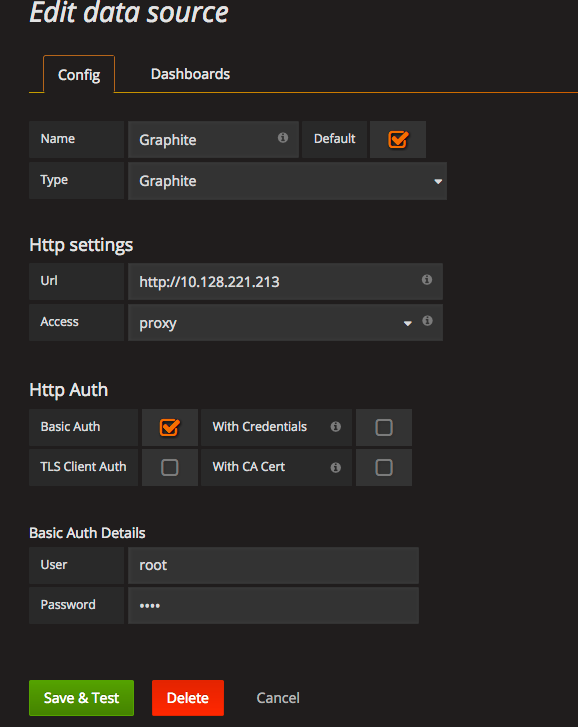 Edit data source
Config Dashboards
Name Graphite Default
Type Graphite
Http settings
Url http://10.128.221.213
Access proxy
Http Auth
Basic Auth With Credentials
TLS Client Auth With CA Cert
Basic Auth Details
User root
Password ••••
Save & Test Delete Cancel